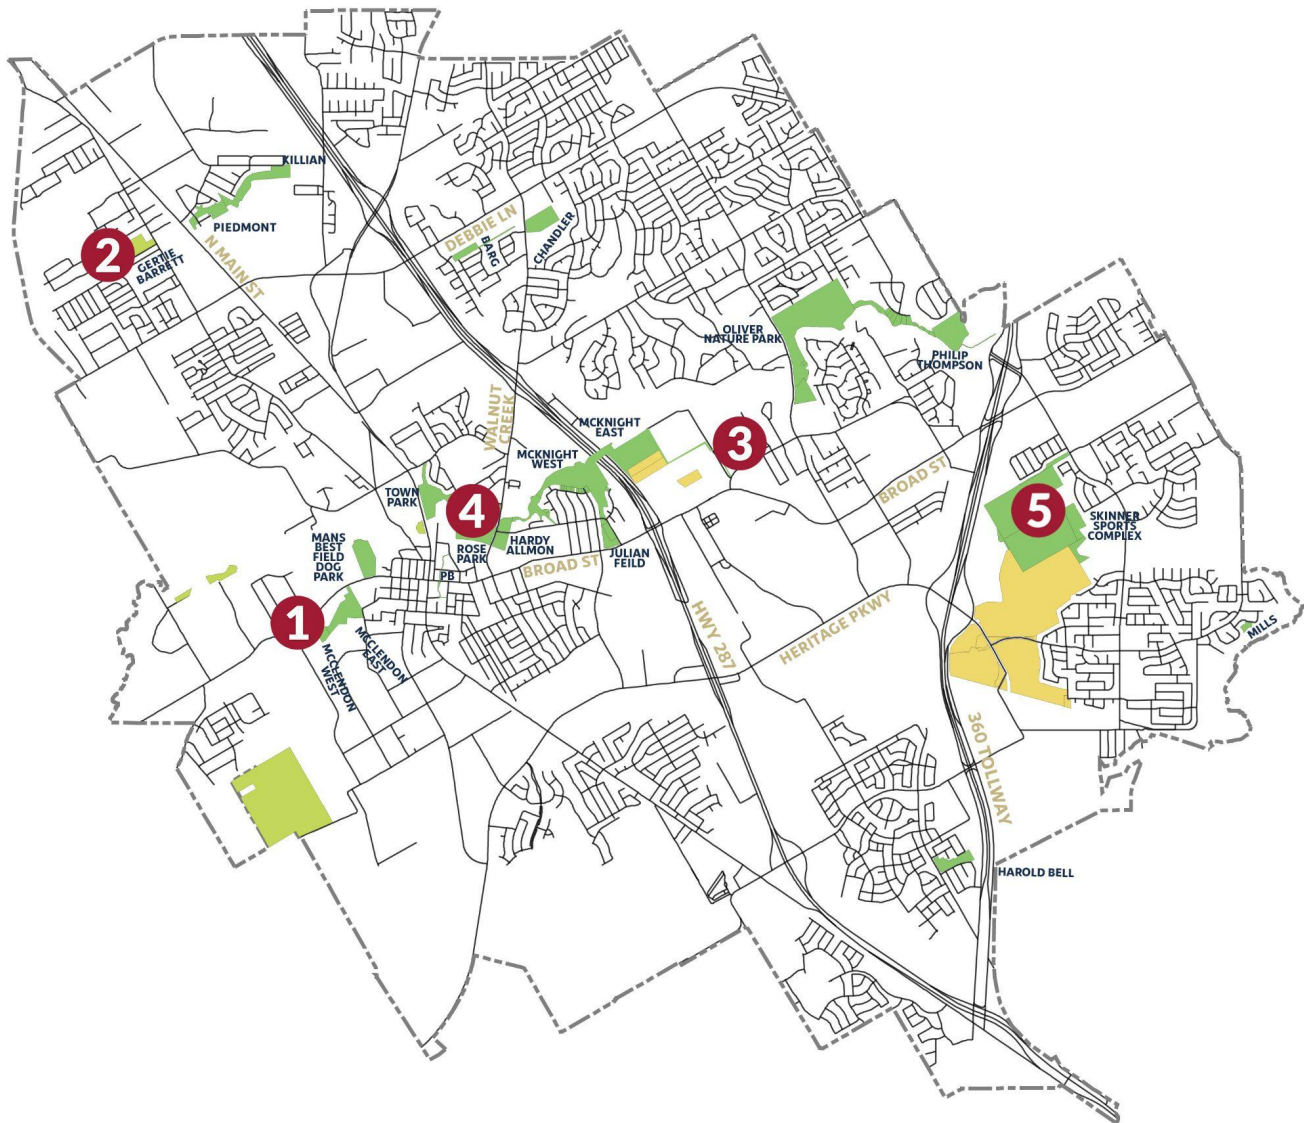 KILLIAN
PIEDMONT
2
GERTIE
BARRETT
N MAIN ST
DEBBIE LN
BARG
CHANDLER
OLIVER
NATURE PARK
PHILIP
THOMPSON
WALNUT
CREEK
MCKNIGHT
EAST
3
MCKNIGHT
WEST
BROAD ST
TOWN
PARK
4
5
SKINNER
SPORTS
COMPLEX
MANS
BEST
FIELD
DOG
PARK
ROSE
PARK
HARDY
ALLMON
JULIAN
FEILD
PB
BROAD ST
1
MCCLENDON
WEST
MCCLENDON
EAST
HWY 287
HERITAGE PKWY
MILLS
360 TOLLWAY
HAROLD BELL